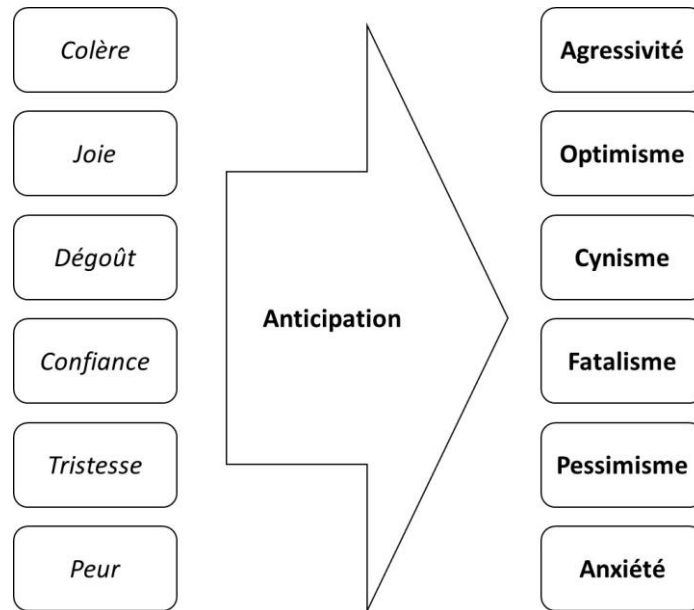 Colère
Agressivité
Joie
Optimisme
Dégoût
Cynisme
Anticipation
Confiance
Fatalisme
Tristesse
Pessimisme
Peur
Anxiété